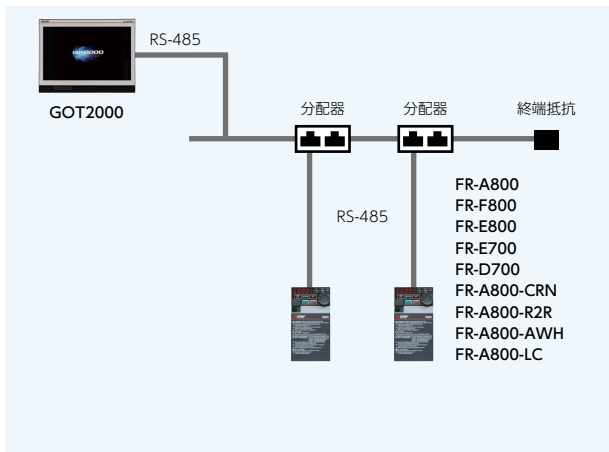 RS-485
GOT2000
GOT2000
分配器
分配器
終端抵抗
RS-485
FR-A800
FR-F800
FR-E800
FR-E700
FR-D700
FR-A800-CRN
FR-A800-R2R
FR-A800-AWH
FR-A800-LC